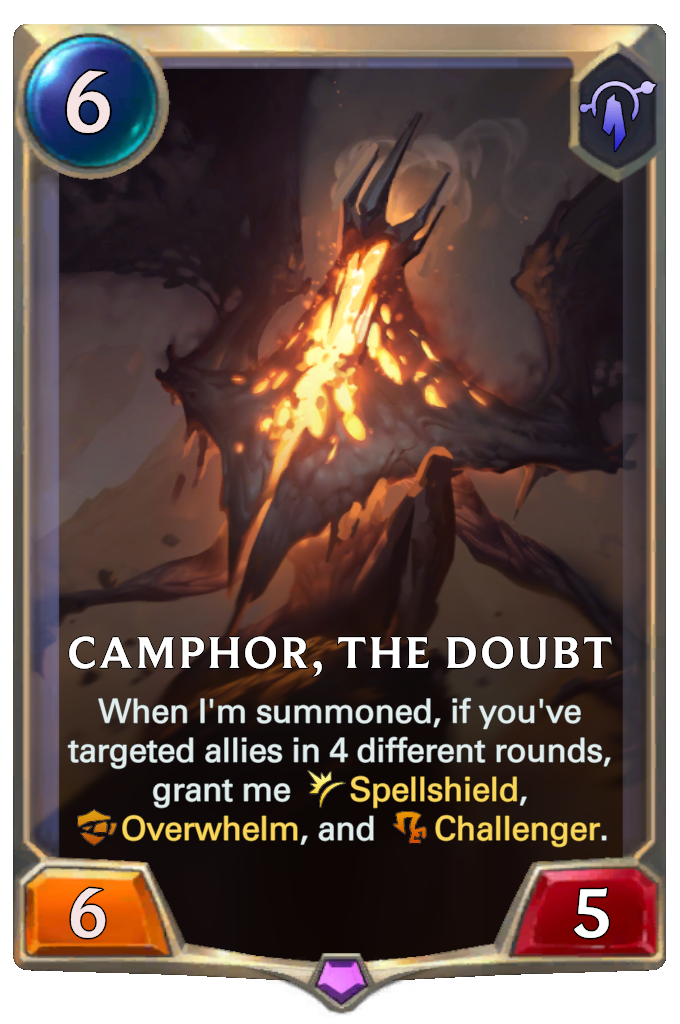 6
CAMPHOR, THE DOUBT
When I'm summoned, if you've
targeted allies in 4 different rounds,
grant me Spellshield,
Overwhelm, and Challenger.
6
5